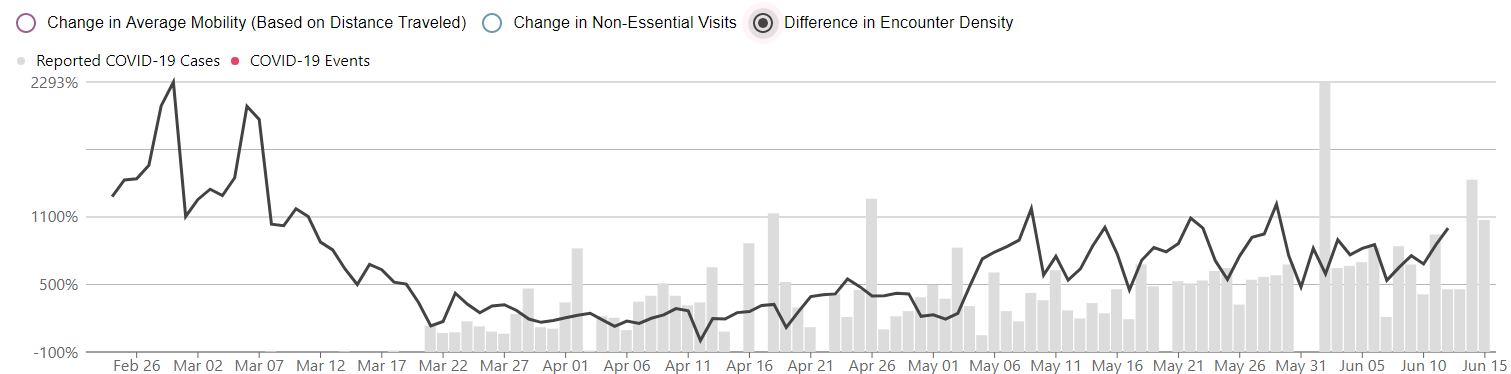 Change in Average Mobility (Based on Distance Traveled) Change in Non-Essential Visits Difference in Encounter Density
Reported COVID-19 Cases COVID-19 Events
2293%
1100%
500%
-100%
Feb 26 Mar 02 Mar 07 Mar 12 Mar 17 Mar 22 Mar 27 Apr 01 Apr 06 Apr 11 Apr 16 Apr 21 Apr 26 May 01 May 06 May 11 May 16 May 21 May 26 May 31 Jun 05 Jun 10 Jun 15